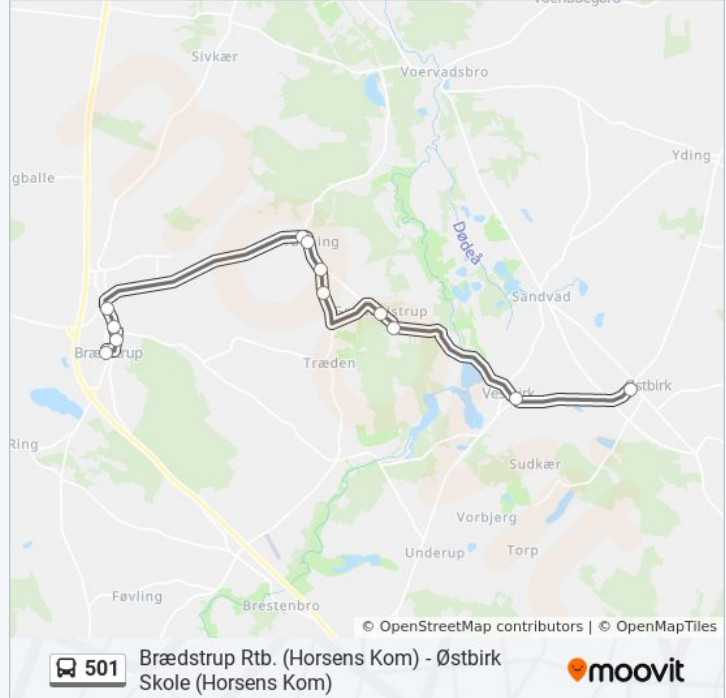 Voervadsbro
Sivkær
Yding
gballe
Dødeå
Sandvad
Træden
Østbirk
Ring
Sudkær
Vorbjerg
Underup
Torp
Føvling
Brestenbro
© OpenStreetMap contributors | © OpenMapTiles
501
Brædstrup Rtb. (Horsens Kom) - Østbirk
Skole (Horsens Kom)
moovit